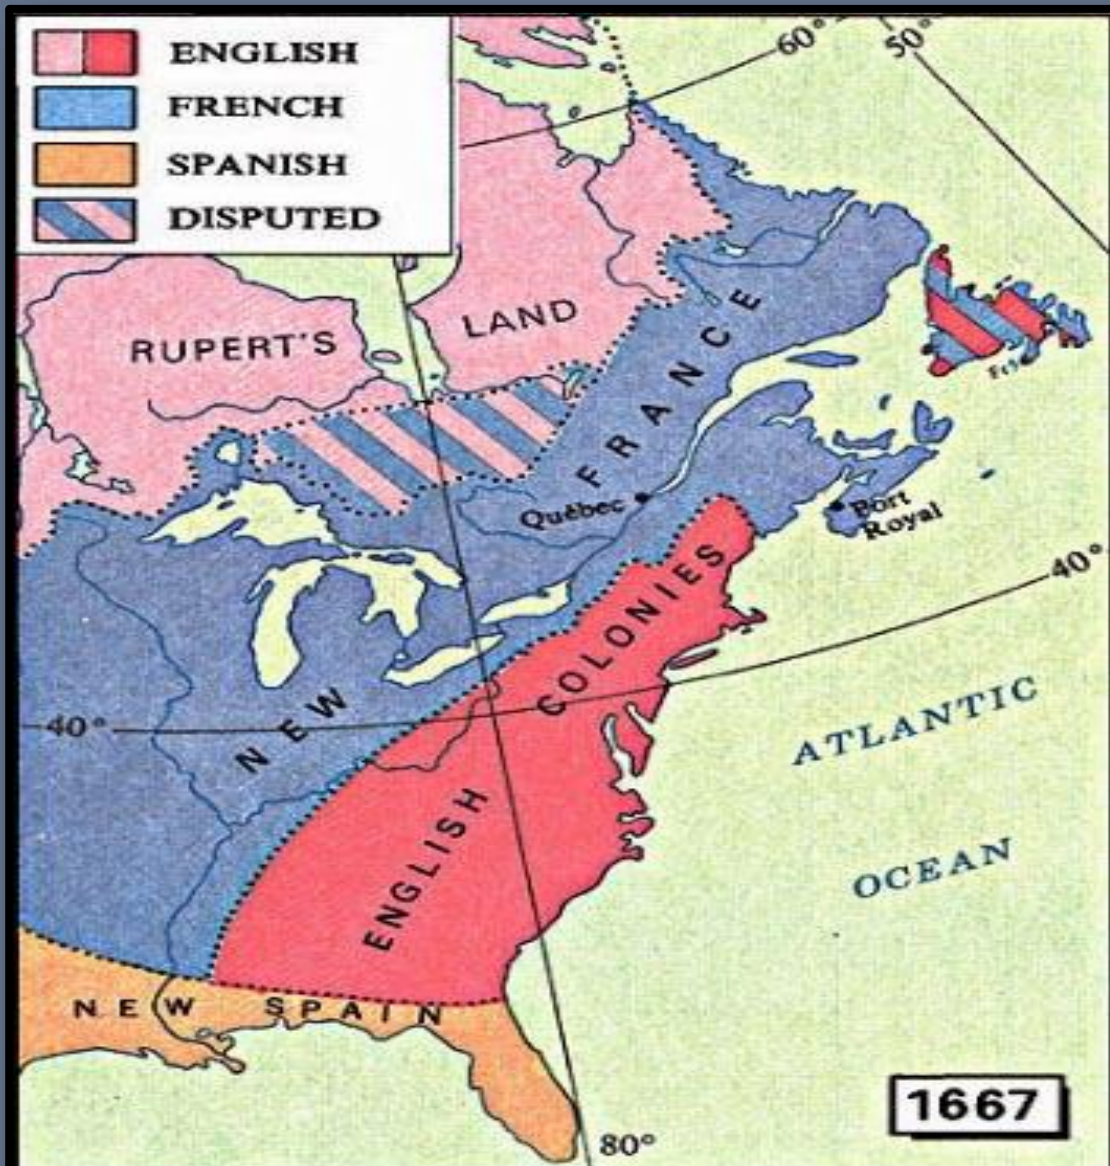 ENGLISH
FRENCH
SPANISH
DISPUTED
60°
50°
RUPERT'S
LAND
NEW
FRANCE
Québec
Port
Royal
ENGLISH
COLONIES
40°
40°
ATLANTIC
OCEAN
NEW SPAIN
1667
80°